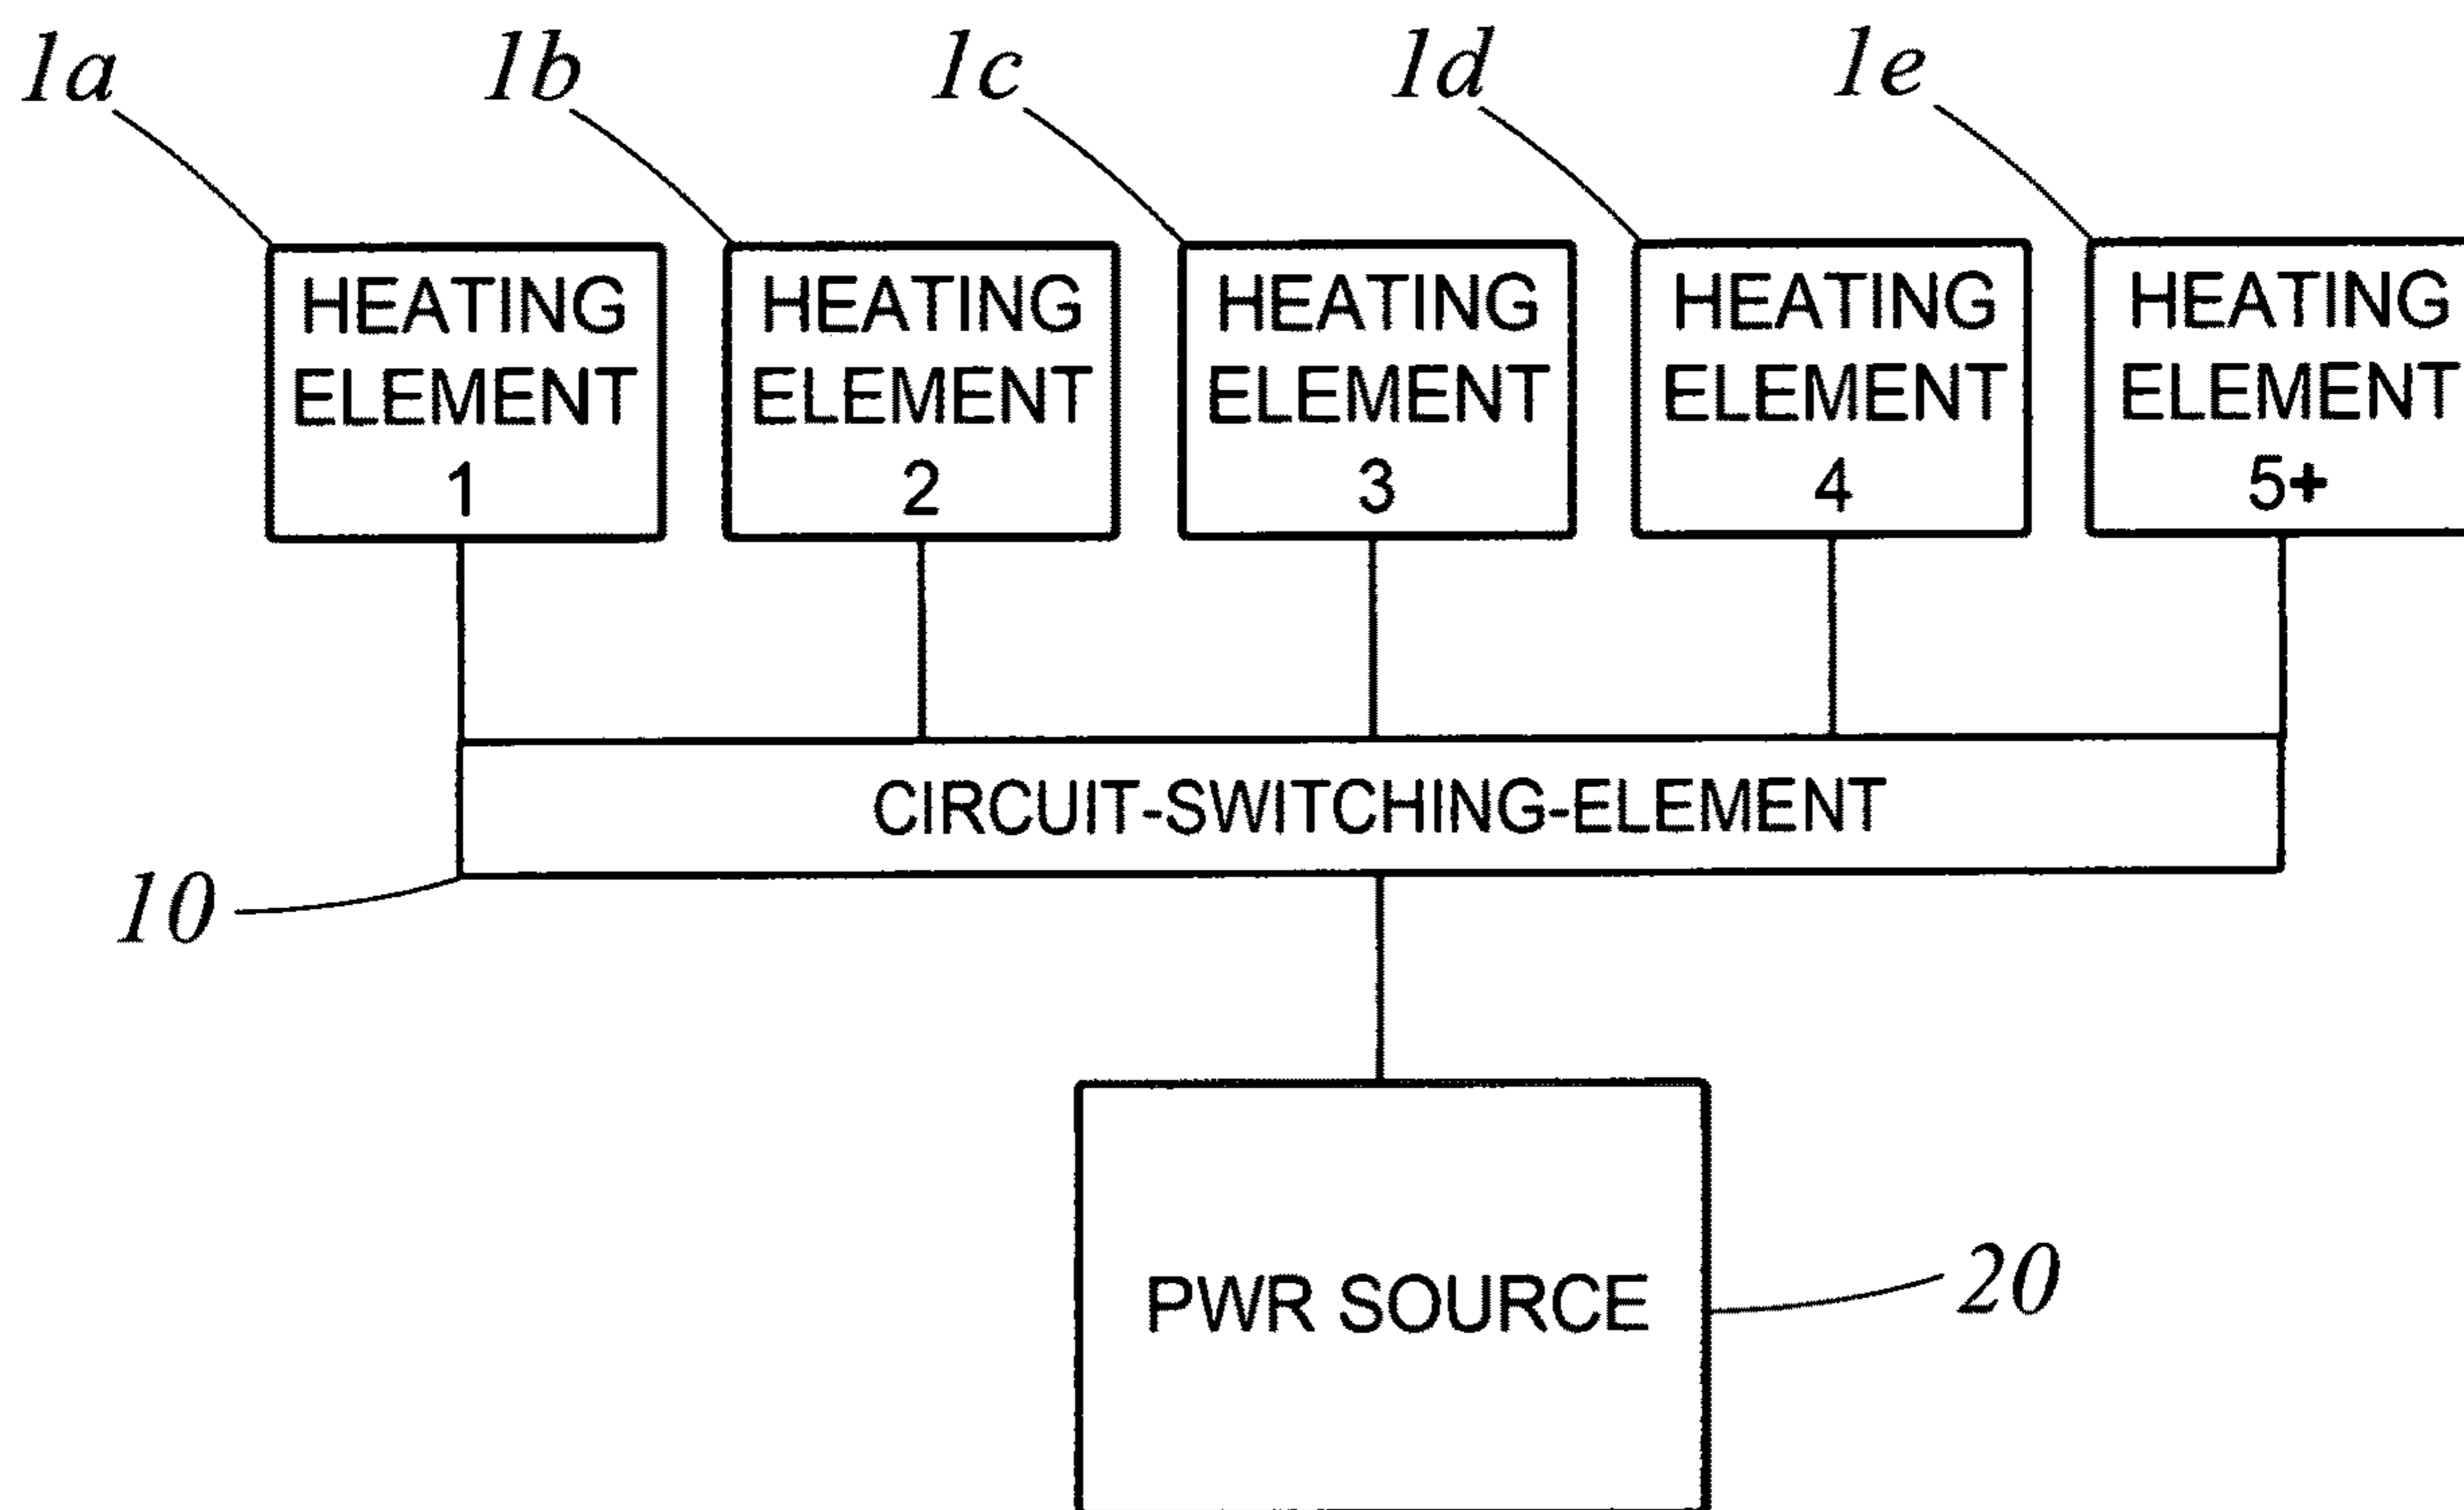 1a 1b 1c 1d 1e
HEATING
ELEMENT
1
HEATING
ELEMENT
2
HEATING
ELEMENT
3
HEATING
ELEMENT
4
HEATING
ELEMENT
5+
CIRCUIT-SWITCHING-ELEMENT
10
PWR SOURCE
20